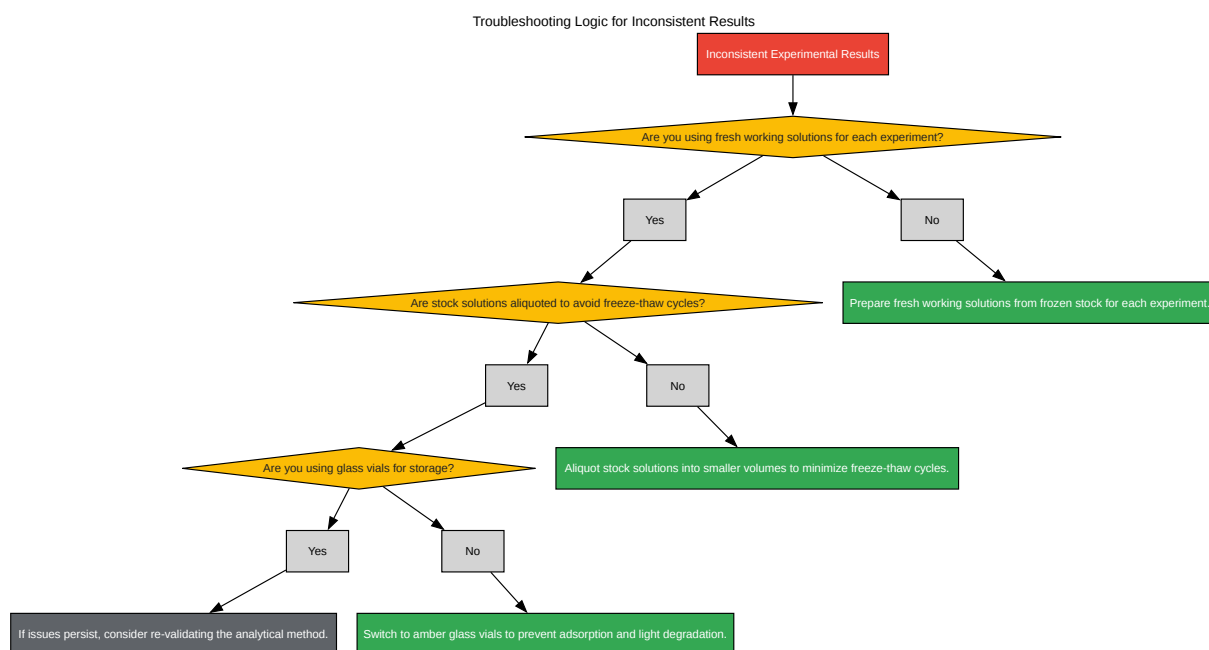 Troubleshooting Logic for Inconsistent Results
Inconsistent Experimental Results
Are you using fresh working solutions for each experiment?
Yes
No
Are stock solutions aliquoted to avoid freeze-thaw cycles?
Prepare fresh working solutions from frozen stock for each experiment.
Yes
No
Are you using glass vials for storage?
Aliquot stock solutions into smaller volumes to minimize freeze-thaw cycles.
Yes
No
If issues persist, consider re-validating the analytical method.
Switch to amber glass vials to prevent adsorption and light degradation.